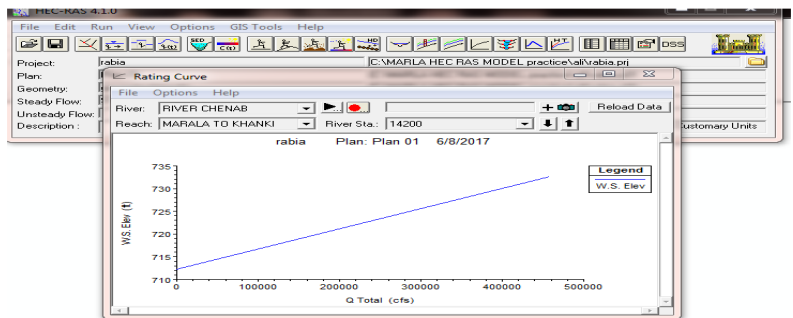 HEC-RAS 4.1.0
File Edit Run View Options GIS Tools Help
Project: rabia C:\MARLA HEC RAS MODEL practice\ali\rabia.prj
Plan:
Geometry:
Steady Flow:
Unsteady Flow:
Description : Customary Units
Rating Curve
File Options Help
River: RIVER CHENAB Reload Data
Reach: MARALA TO KHANKI River Sta.: 14200
rabia Plan: Plan 01 6/8/2017
Legend
W.S. Elev
W.S. Elev (ft)
735
730
725
720
715
710
0 100000 200000 300000 400000 500000
Q Total (cfs)